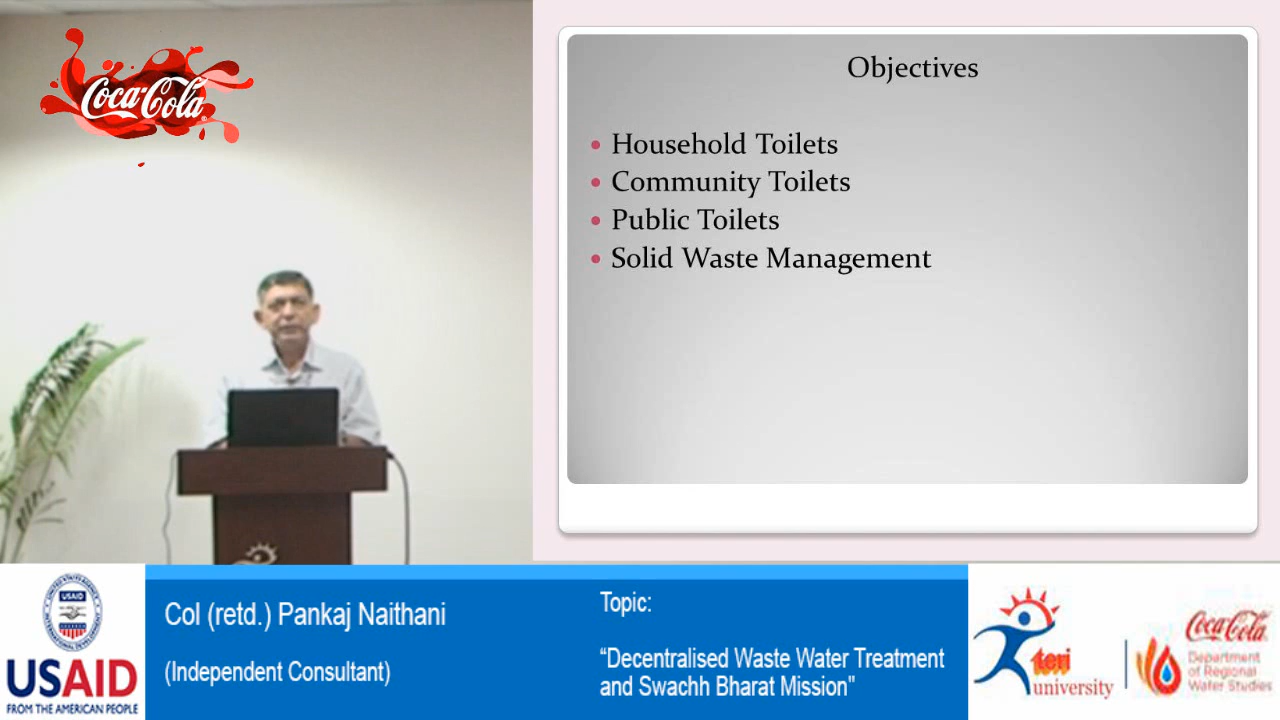 Coca-Cola
Objectives
Household Toilets
Community Toilets
Public Toilets
Solid Waste Management
USAID
USAID
FROM THE AMERICAN PEOPLE
Col (retd.) Pankaj Naithani
(Independent Consultant)
Topic:
“Decentralised Waste Water Treatment
and Swachh Bharat Mission"
teri
university
Coca-Cola
Department
of Regional
Water Studies